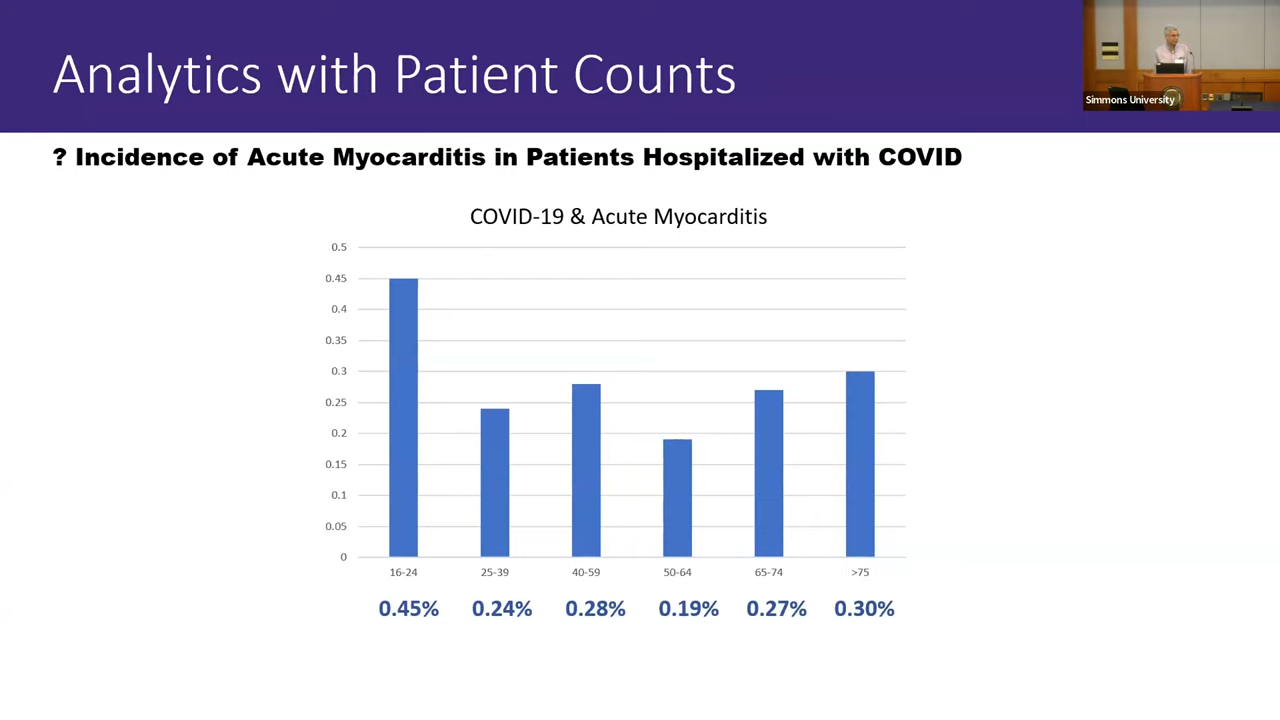 Analytics with Patient Counts
Simmons University
? Incidence of Acute Myocarditis in Patients Hospitalized with COVID
COVID-19 & Acute Myocarditis
0.5
0.45
0.4
0.35
0.3
0.25
0.2
0.15
0.1
0.05
0
16-24 25-39 40-59 50-64 65-74 >75
0.45% 0.24% 0.28% 0.19% 0.27% 0.30%